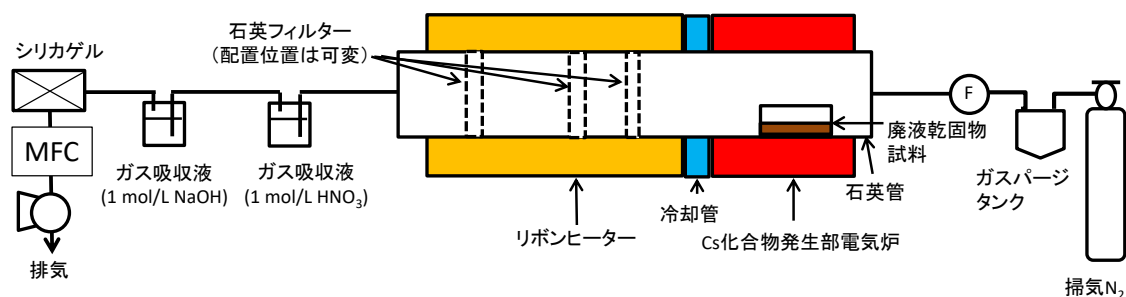 石英フィルター
(配置位置は可変)
シリカゲル
MFC
排気
ガス吸収液
(1 mol/L NaOH)
ガス吸収液
(1 mol/L HNO3)
リボンヒーター
冷却管
Cs化合物発生部電気炉
石英管
廃液乾固物
試料
F
ガスパージ
タンク
掃気N2